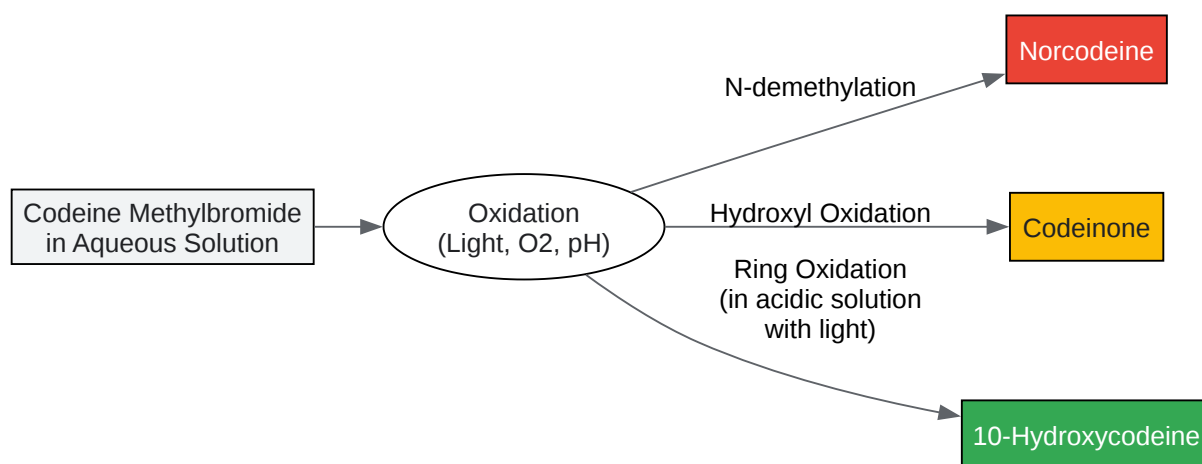 Norcodeine
N-demethylation
Codeine Methylbromide
in Aqueous Solution
Oxidation
(Light, O2, pH)
Hydroxyl Oxidation
Codeinone
Ring Oxidation
(in acidic solution
with light)
10-Hydroxycodeine